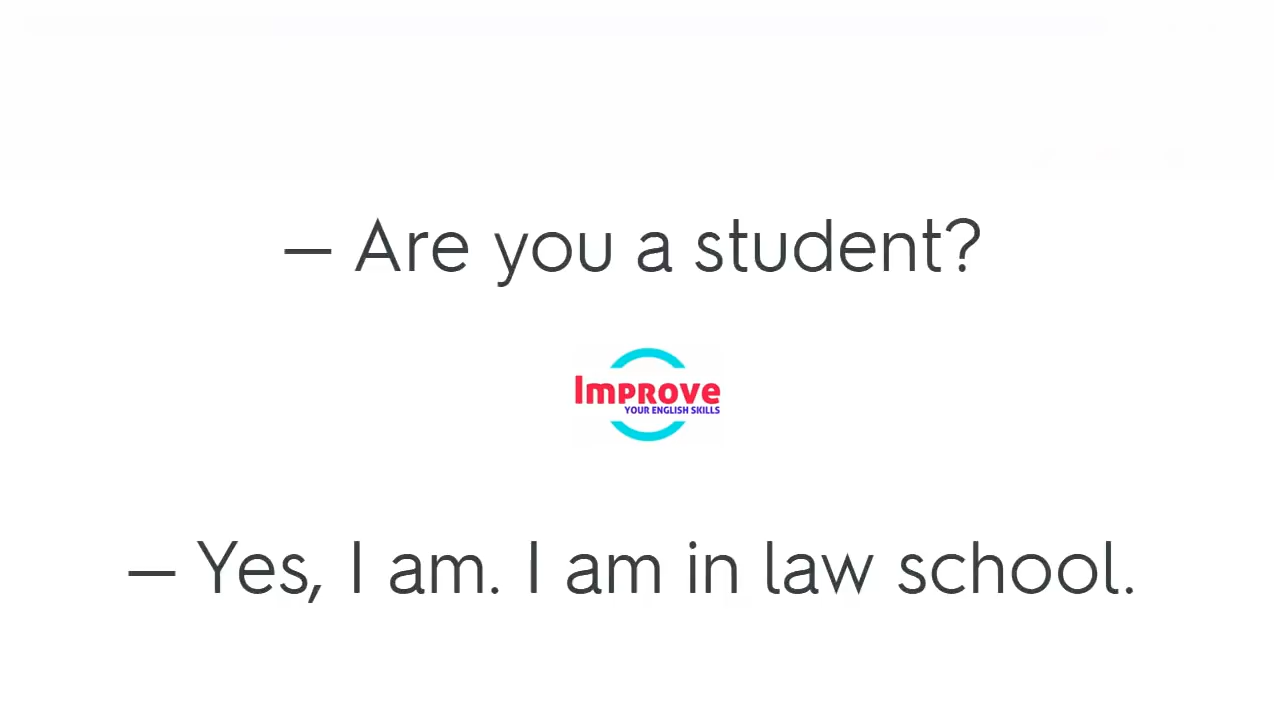 – Are you a student?
Improve
YOUR ENGLISH SKILLS
– Yes, I am. I am in law school.